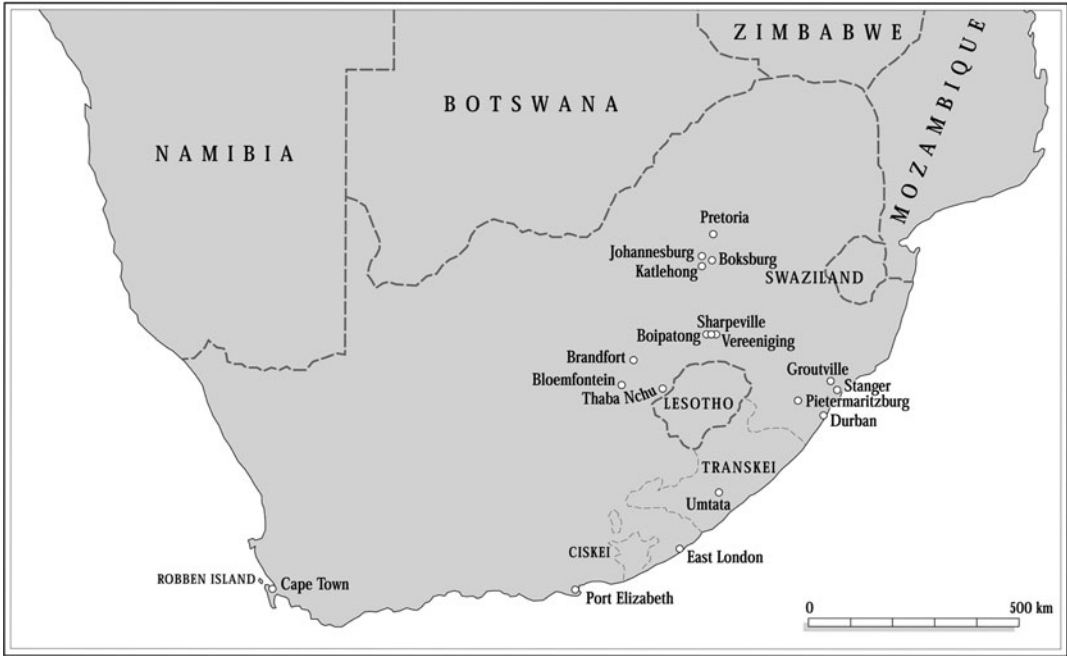 ZIMBABWE
MOZAMBIQUE
BOTSWANA
NAMIBIA
Pretoria
Johannesburg
Boksburg
Katlehong
SWAZILAND
Sharpeville
Boipatong
Vereeniging
Brandfort
Groutville
Bloemfontein
Stanger
Thaba Nchu
LESOTHO
Pietermaritzburg
Durban
TRANSKEI
Umtata
CISKEI
East London
ROBBEN ISLAND
Cape Town
Port Elizabeth
0 500 km